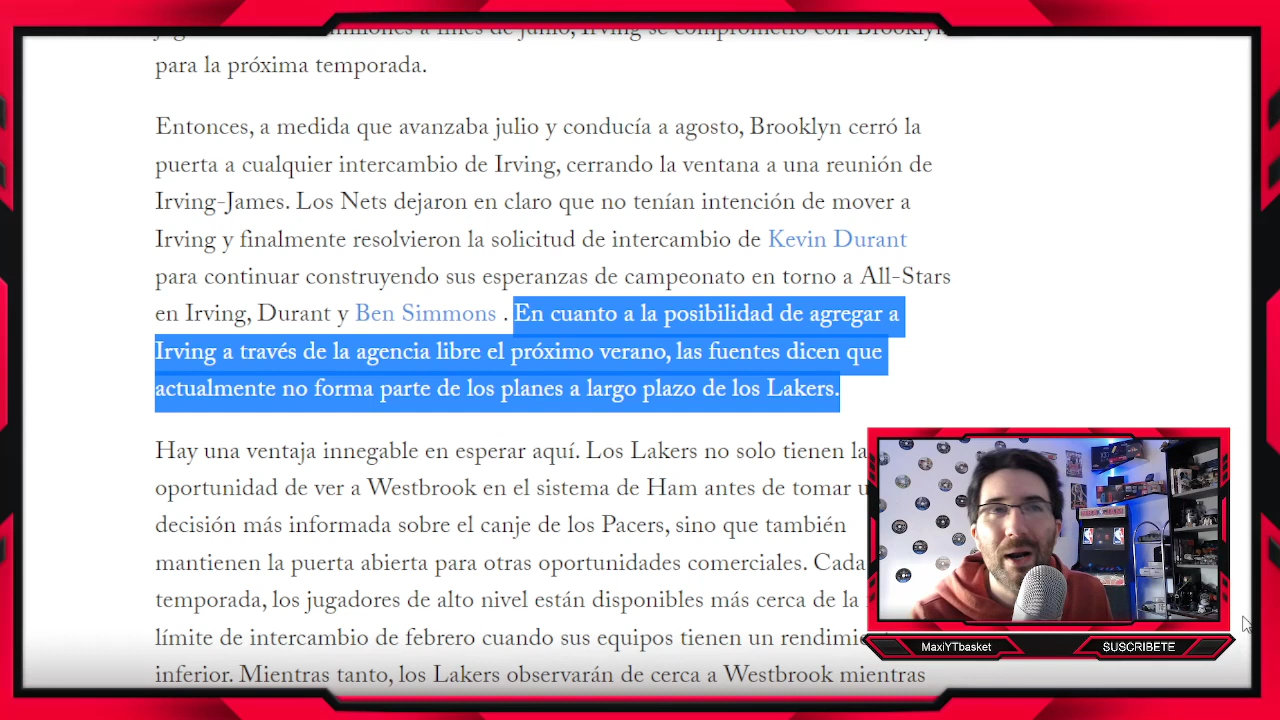 para la próxima temporada.
Entonces, a medida que avanzaba julio y conducía a agosto, Brooklyn cerró la
puerta a cualquier intercambio de Irving, cerrando la ventana a una reunión de
Irving-James. Los Nets dejaron en claro que no tenían intención de mover a
Irving y finalmente resolvieron la solicitud de intercambio de Kevin Durant
para continuar construyendo sus esperanzas de campeonato en torno a All-Stars
en Irving, Durant y Ben Simmons . En cuanto a la posibilidad de agregar a
Irving a través de la agencia libre el próximo verano, las fuentes dicen que
actualmente no forma parte de los planes a largo plazo de los Lakers.
Hay una ventaja innegable en esperar aquí. Los Lakers no solo tienen la
oportunidad de ver a Westbrook en el sistema de Ham antes de tomar
decisión más informada sobre el canje de los Pacers, sino que también
mantienen la puerta abierta para otras oportunidades comerciales. Cada
temporada, los jugadores de alto nivel están disponibles más cerca de la
límite de intercambio de febrero cuando sus equipos tienen un
inferior. Mientras tanto, los Lakers observarán de cerca a Westbrook mientras
MaxiYTbasket
SUSCRIBETE